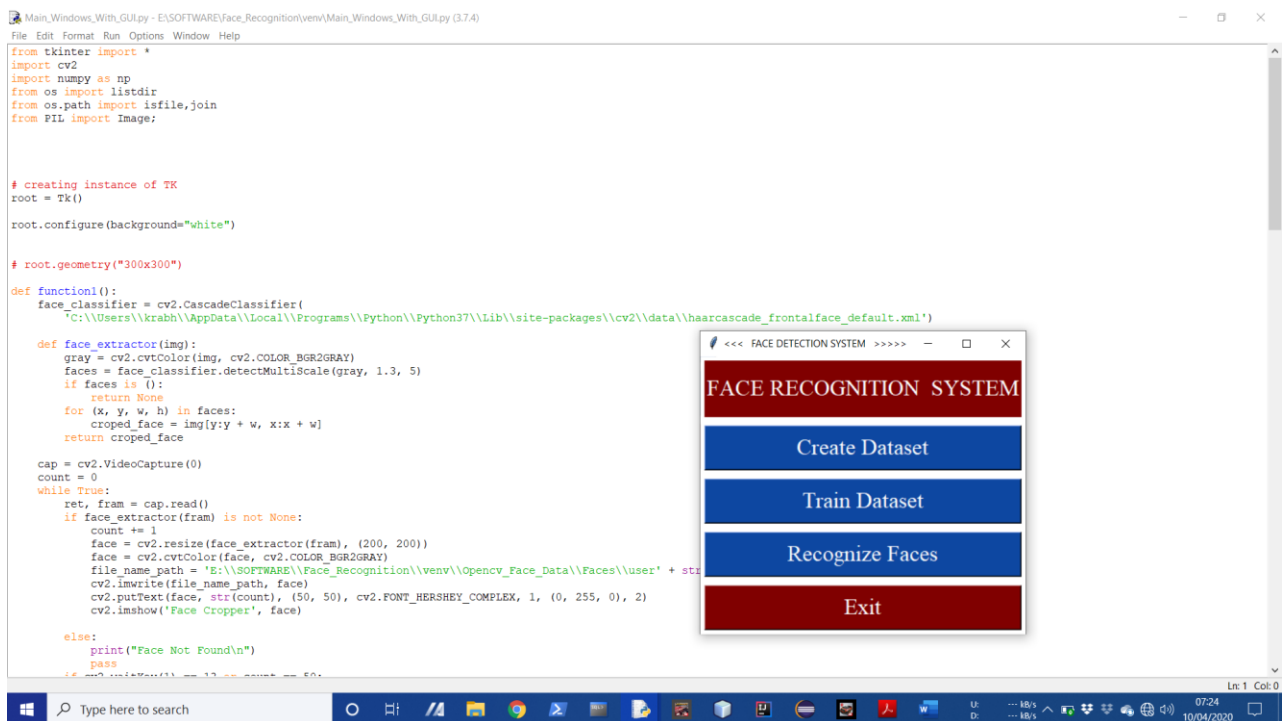 Main_Windows_With_GUI.py - E:\SOFTWARE\Face_Recognition\venv\Main_Windows_With_GUI.py (3.7.4)
File Edit Format Run Options Window Help
from tkinter import *
import cv2
import numpy as np
from os import listdir
from os.path import isfile,join
from PIL import Image;
# creating instance of TK
root = Tk()
root.configure(background="white")
# root.geometry("300x300")
def function1():
    face_classifier = cv2.CascadeClassifier(
        'C:\\Users\\krabh\\AppData\\Local\\Programs\\Python\\Python37\\Lib\\site-packages\\cv2\\data\\haarcascade_frontalface_default.xml')
    def face_extractor(img):
        gray = cv2.cvtColor(img, cv2.COLOR_BGR2GRAY)
        faces = face_classifier.detectMultiScale(gray, 1.3, 5)
        if faces is ():
            return None
        for (x, y, w, h) in faces:
            croped_face = img[y:y + w, x:x + w]
        return croped_face
    cap = cv2.VideoCapture(0)
    count = 0
    while True:
        ret, fram = cap.read()
        if face_extractor(fram) is not None:
            count += 1
            face = cv2.resize(face_extractor(fram), (200, 200))
            face = cv2.cvtColor(face, cv2.COLOR_BGR2GRAY)
            file_name_path = 'E:\\SOFTWARE\\Face_Recognition\\venv\\Opencv_Face_Data\\Faces\\user' + str
            cv2.imwrite(file_name_path, face)
            cv2.putText(face, str(count), (50, 50), cv2.FONT_HERSHEY_COMPLEX, 1, (0, 255, 0), 2)
            cv2.imshow('Face Cropper', face)
        else:
            print("Face Not Found\n")
            pass
        if cv2.waitKey(1) == 13 or count == 50:
<<< FACE DETECTION SYSTEM >>>>>
FACE RECOGNITION SYSTEM
Create Dataset
Train Dataset
Recognize Faces
Exit
Ln: 1 Col: 0
Type here to search
U: --- kB/s
D: --- kB/s
07:24
10/04/2020